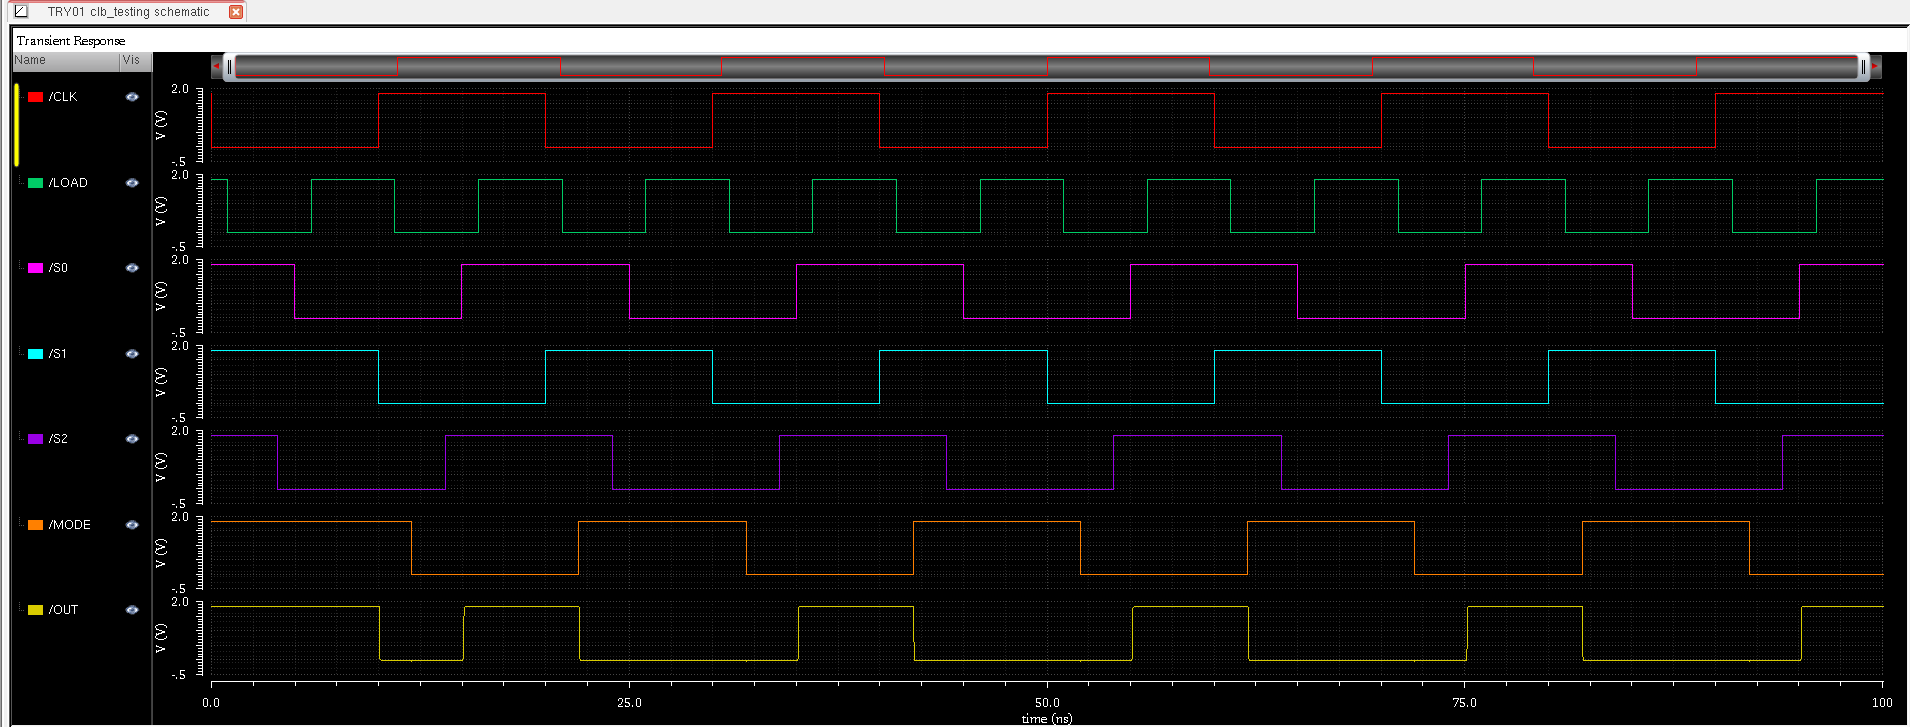 TRY01 clb_testing schematic
Transient Response
Name Vis
/CLK
2.0
V (V)
-.5
/LOAD
2.0
V (V)
-.5
/S0
2.0
V (V)
-.5
/S1
2.0
V (V)
-.5
/S2
2.0
V (V)
-.5
/MODE
2.0
V (V)
-.5
/OUT
2.0
V (V)
-.5
0.0 25.0 50.0 75.0 100
time (ns)